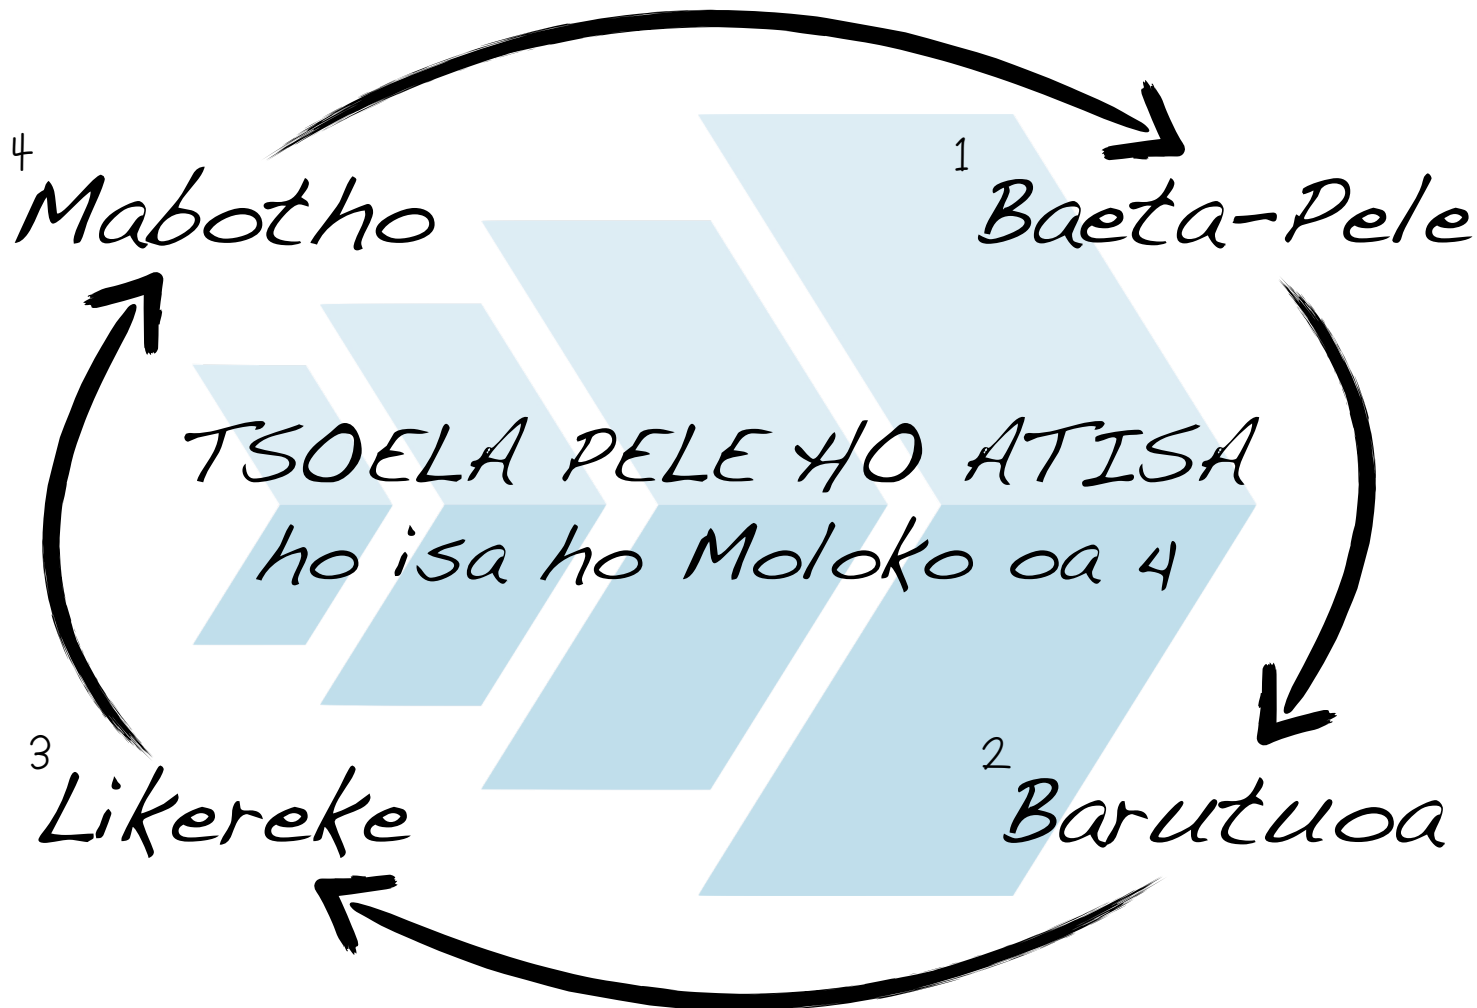 4
Mabotho
1
Baeta-Pele
TSOELA PELE HO ATISA
ho isa ho Moloko oa 4
3
Likereke
2
Barutuoa